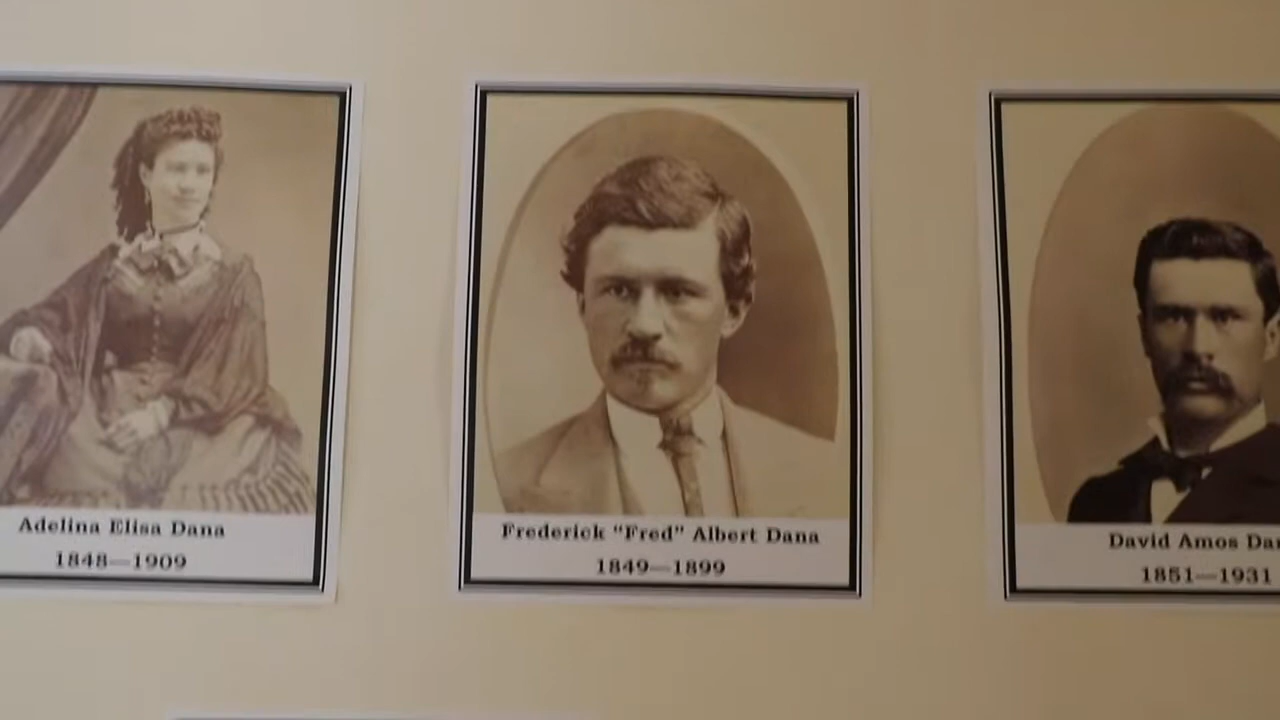 Adelina Elisa Dana
1848—1909
Frederick "Fred" Albert Dana
1849—1899
David Amos
1851—1931